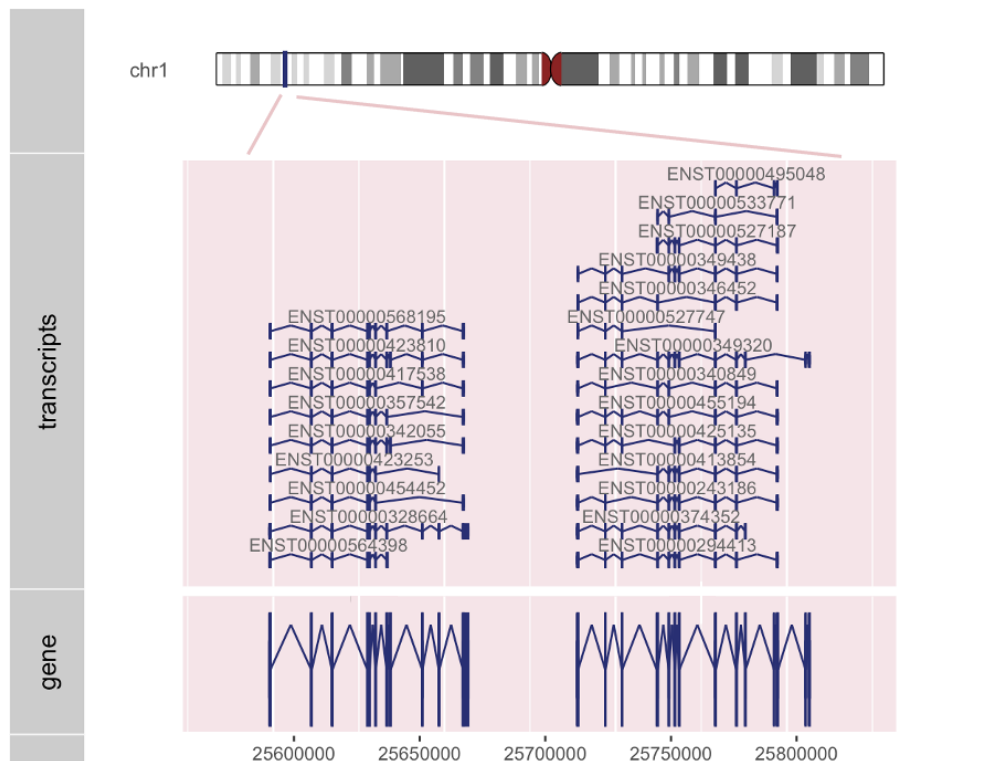 chr1
transcripts
ENST00000495048
ENST00000533771
ENST00000527187
ENST00000349438
ENST00000346452
ENST00000568195
ENST00000527747
ENST00000423810
ENST00000349320
ENST00000417538
ENST00000340849
ENST00000357542
ENST00000455194
ENST00000342055
ENST00000425135
ENST00000423253
ENST00000413854
ENST00000454452
ENST00000243186
ENST00000328664
ENST00000374352
ENST00000564398
ENST00000294413
gene
25600000 25650000 25700000 25750000 25800000